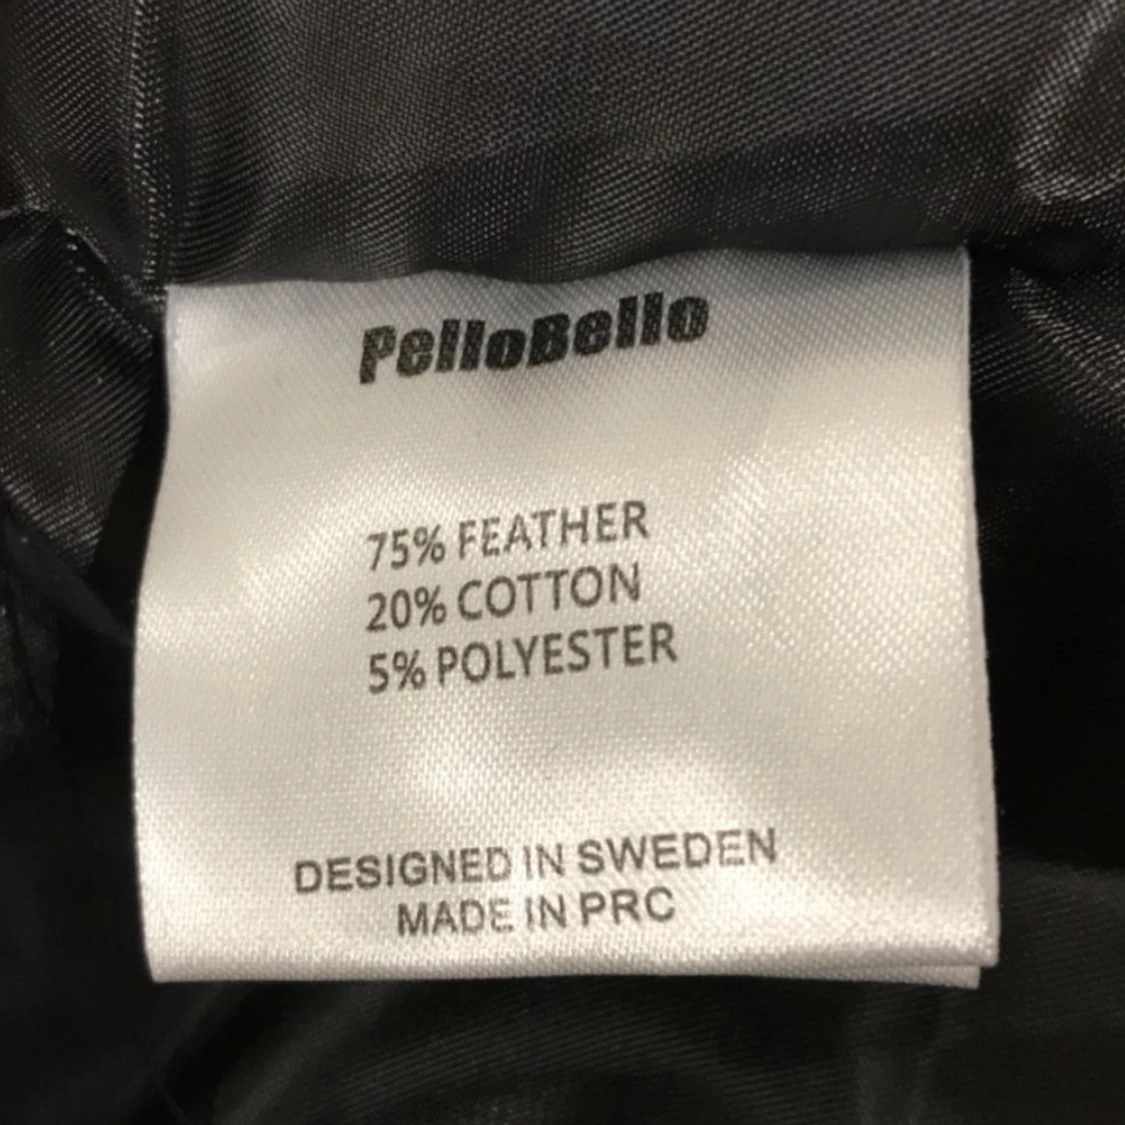 PelloBello
75% FEATHER
20% COTTON
5% POLYESTER
DESIGNED IN SWEDEN
MADE IN PRC